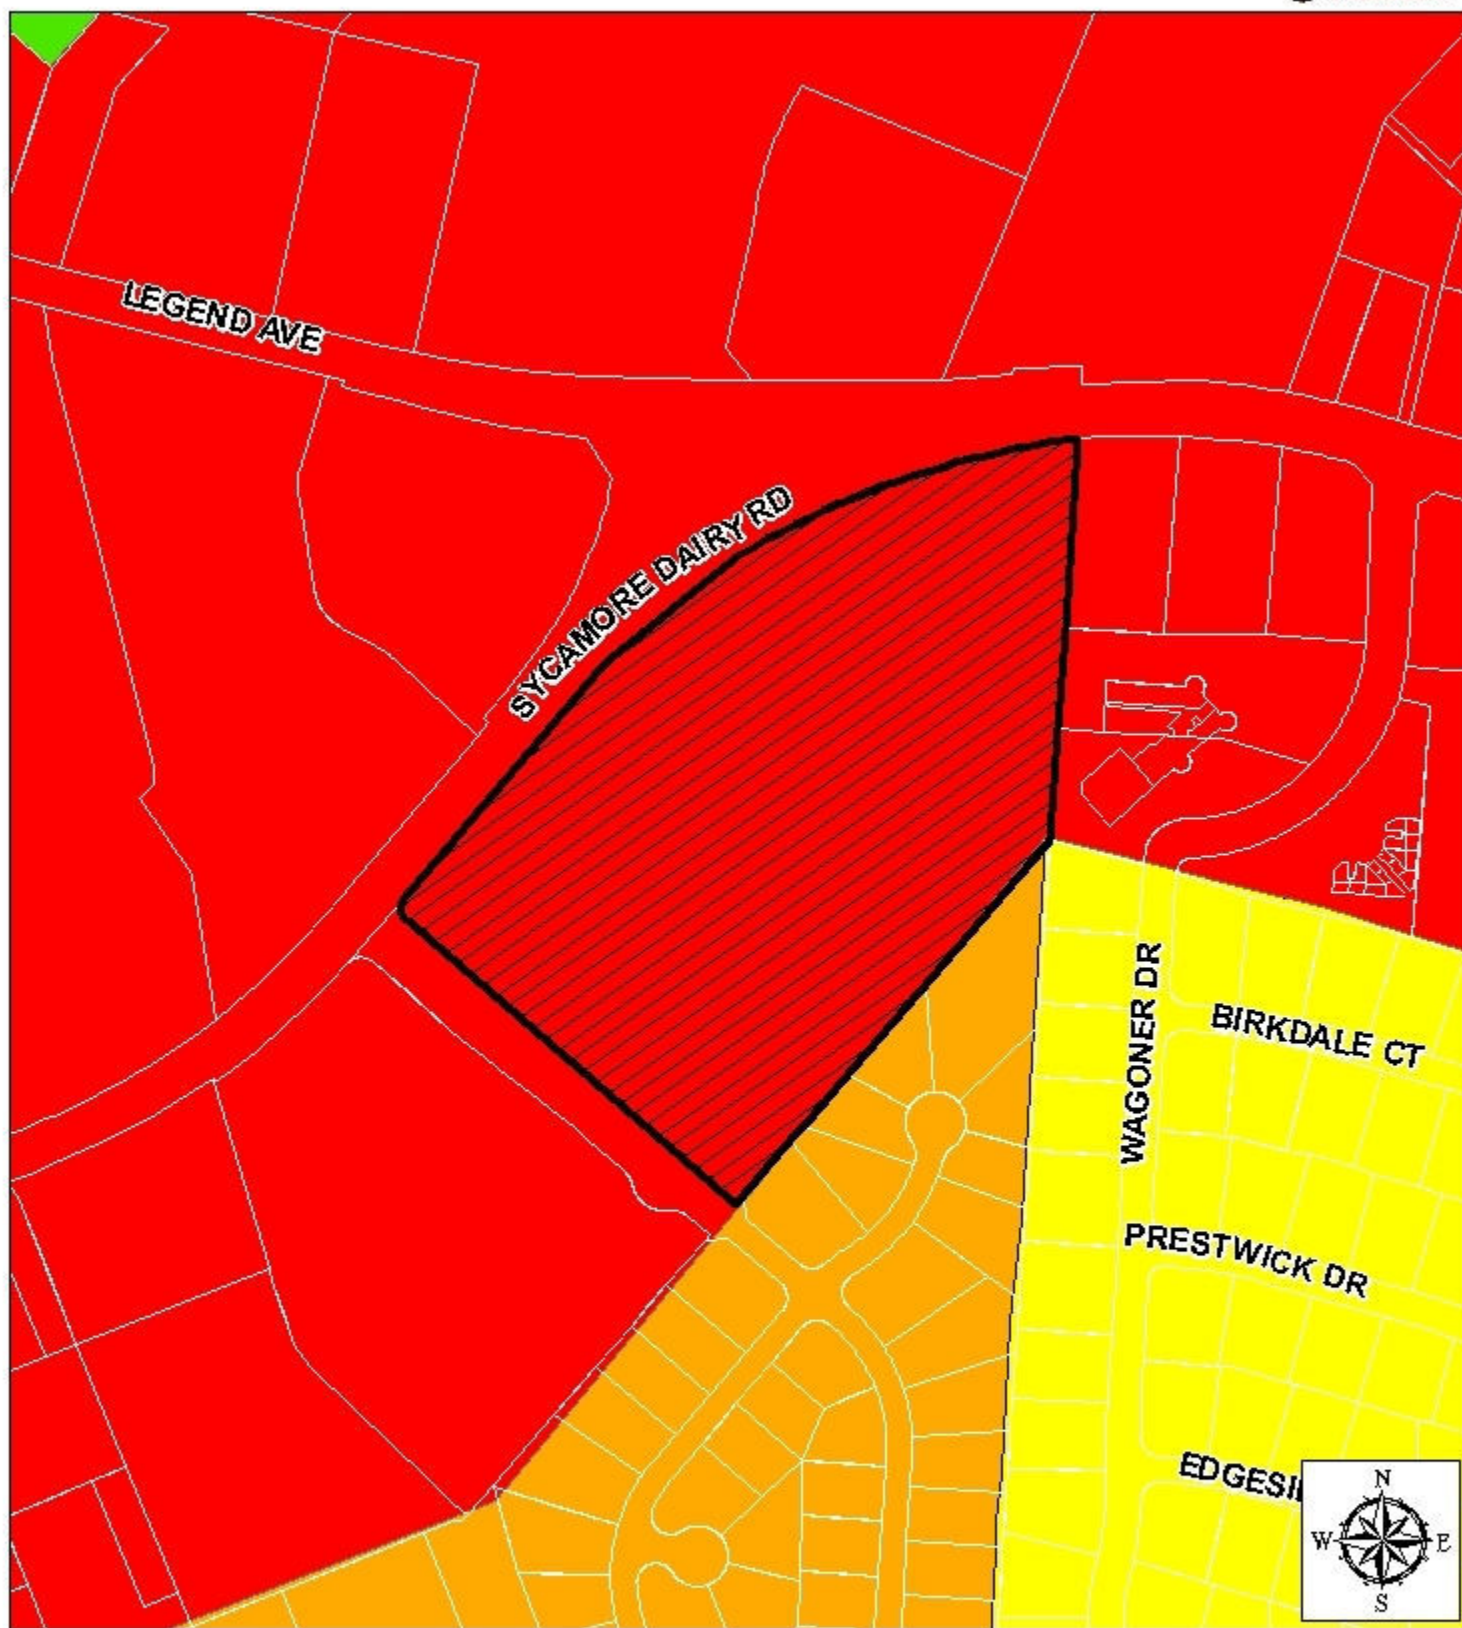 LEGEND AVE
SYCAMORE DAIRY RD
WAGONER DR
BIRKDALE CT
PRESTWICK DR
N
W
E
S